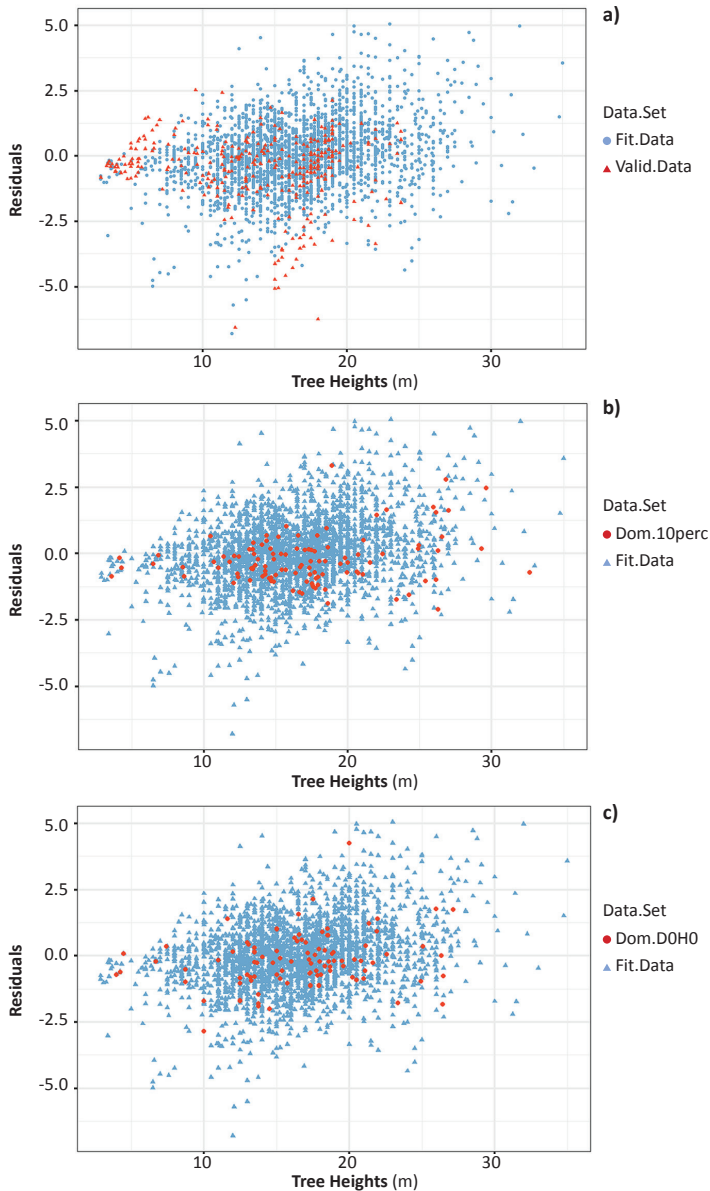 a)
5.0
2.5
0.0
-2.5
-5.0
Residuals
10
20
30
Tree Heights (m)
Data.Set
Fit.Data
Valid.Data
b)
5.0
2.5
0.0
-2.5
-5.0
Residuals
10
20
30
Tree Heights (m)
Data.Set
Dom.10perc
Fit.Data
c)
5.0
2.5
0.0
-2.5
-5.0
Residuals
10
20
30
Tree Heights (m)
Data.Set
Dom.D0H0
Fit.Data